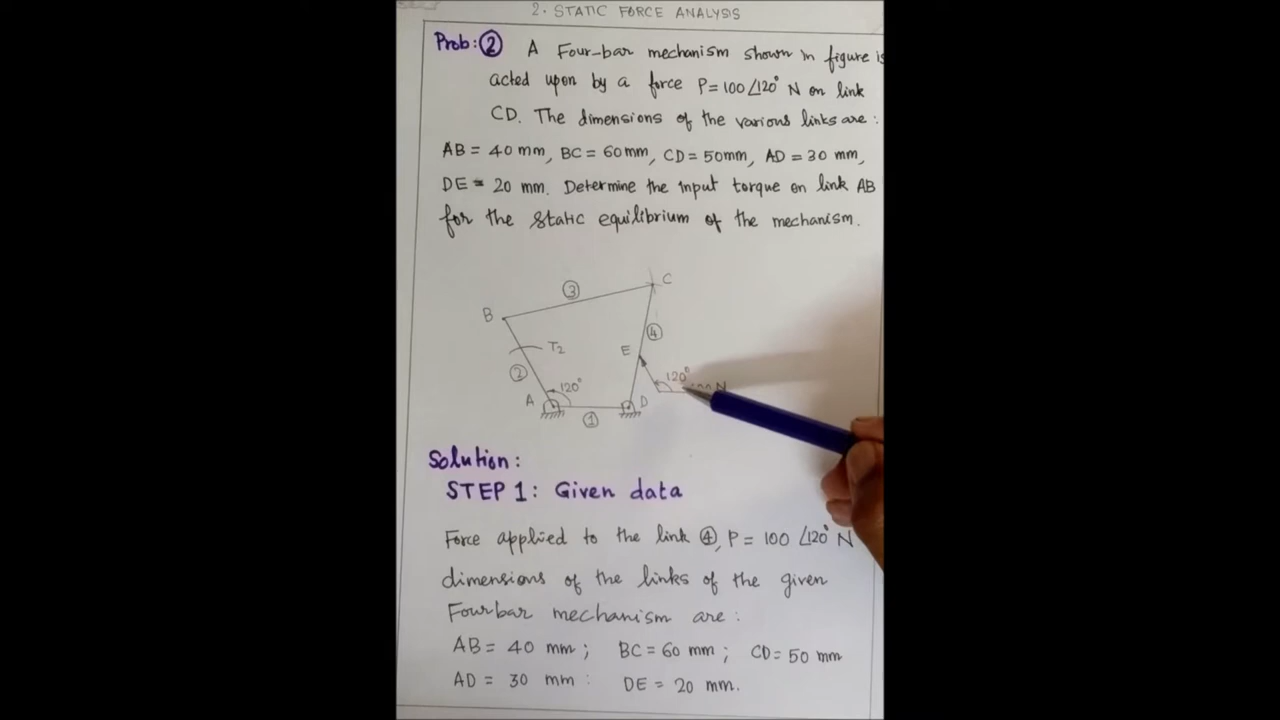 2. STATIC FORCE ANALYSIS
Prob: ② A Four-bar mechanism shown in figure is
acted upon by a force P=100∠120° N on link
CD. The dimensions of the various links are:
AB = 40 mm, BC = 60mm, CD = 50mm, AD = 30 mm,
DE = 20 mm. Determine the input torque on link AB
for the static equilibrium of the mechanism.
C
③
B
④
T2
E
②
120°
120°
N
A
D
①
Solution:
STEP 1: Given data
Force applied to the link ④, P = 100 ∠120° N
dimensions of the links of the given
Fourbar mechanism are:
AB = 40 mm; BC = 60 mm; CD = 50 mm
AD = 30 mm: DE = 20 mm.